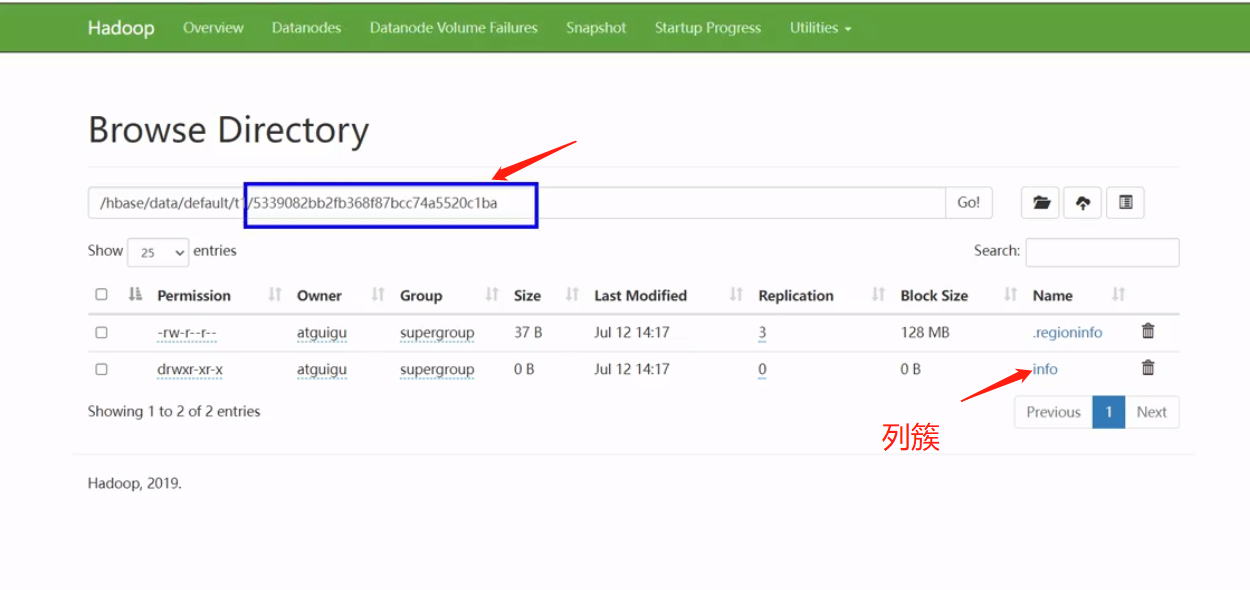 Hadoop Overview Datanodes Datanode Volume Failures Snapshot Startup Progress Utilities
Browse Directory
/hbase/data/default/t1/5339082bb2fb368f87bcc74a5520c1ba Go!
Show 25 entries Search:
Permission Owner Group Size Last Modified Replication Block Size Name
-rw-r--r-- atguigu supergroup 37 B Jul 12 14:17 3 128 MB .regioninfo
drwxr-xr-x atguigu supergroup 0 B Jul 12 14:17 0 0 B info
Showing 1 to 2 of 2 entries Previous 1 Next
列簇
Hadoop, 2019.